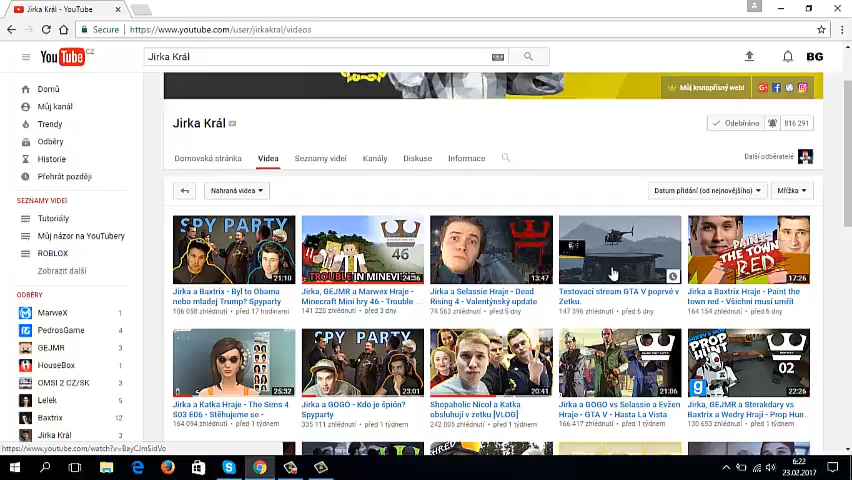 Jirka Král - YouTube
Secure
https://www.youtube.com/user/jirkakral/videos
YouTube CZ
Jirka Král
BG
Domů
Můj kanál
Trendy
Odběry
Historie
Přehrát později
SEZNAMY VIDEÍ
Tutoriály
Můj názor na YouTubery
ROBLOX
Zobrazit další
ODBĚRY
MarweX 1
PedrosGame 4
GEJMR 3
HouseBox
OMSI 2 CZ/SK 3
Lelek 5
Baxtrix 12
Jirka Král 3
Můj krutopřísný web!
Jirka Král
Odebíráno
816 291
Domovská stránka
Videa
Seznamy videí
Kanály
Diskuse
Informace
Další odběratelé
Nahraná videa
Datum přidání (od nejnovějšího)
Mřížka
SPY PARTY
21:10
Jirka a Baxtrix - Byl to Obama
nebo mladej Trump? Spyparty
106 058 zhlédnutí • před 17 hodinami
46
TROUBLE IN MINEVILLE
24:36
Jirka, GEJMR a Marwex Hraje -
Minecraft Mini hry 46 - Trouble ...
141 220 zhlédnutí • před 3 dny
13:47
Jirka a Selassie Hraje - Dead
Rising 4 - Valentýnský update
74 563 zhlédnutí • před 5 dny
Testovací stream GTA V poprvé v
Zetku.
147 396 zhlédnutí • před 6 dny
PAINT
THE TOWN
RED
17:26
Jirka a Baxtrix Hraje - Paint the
town red - Všichni musí umřít
164 154 zhlédnutí • před 6 dny
25:32
Jirka a Katka Hraje - The Sims 4
S03 E06 - Stěhujeme se -
164 094 zhlédnutí • před 1 týdnem
SPY PARTY
23:01
Jirka a GOGO - Kdo je špión?
Spyparty
335 111 zhlédnutí • před 1 týdnem
20:41
Shopaholic Nicol a Katka
obsluhují v zetku [VLOG]
242 005 zhlédnutí • před 1 týdnem
21:06
Jirka a GOGO vs Selassie a Evžen
Hraje - GTA V - Hasta La Vista
166 417 zhlédnutí • před 1 týdnem
PROP
HUNT
02
22:26
Jirka, GEJMR a Sterakdary vs
Baxtrix a Wedry Hrají - Prop Hun...
130 653 zhlédnutí • před 1 týdnem
https://www.youtube.com/watch?v=BayCJmSidVo
6:22
23.02.2017